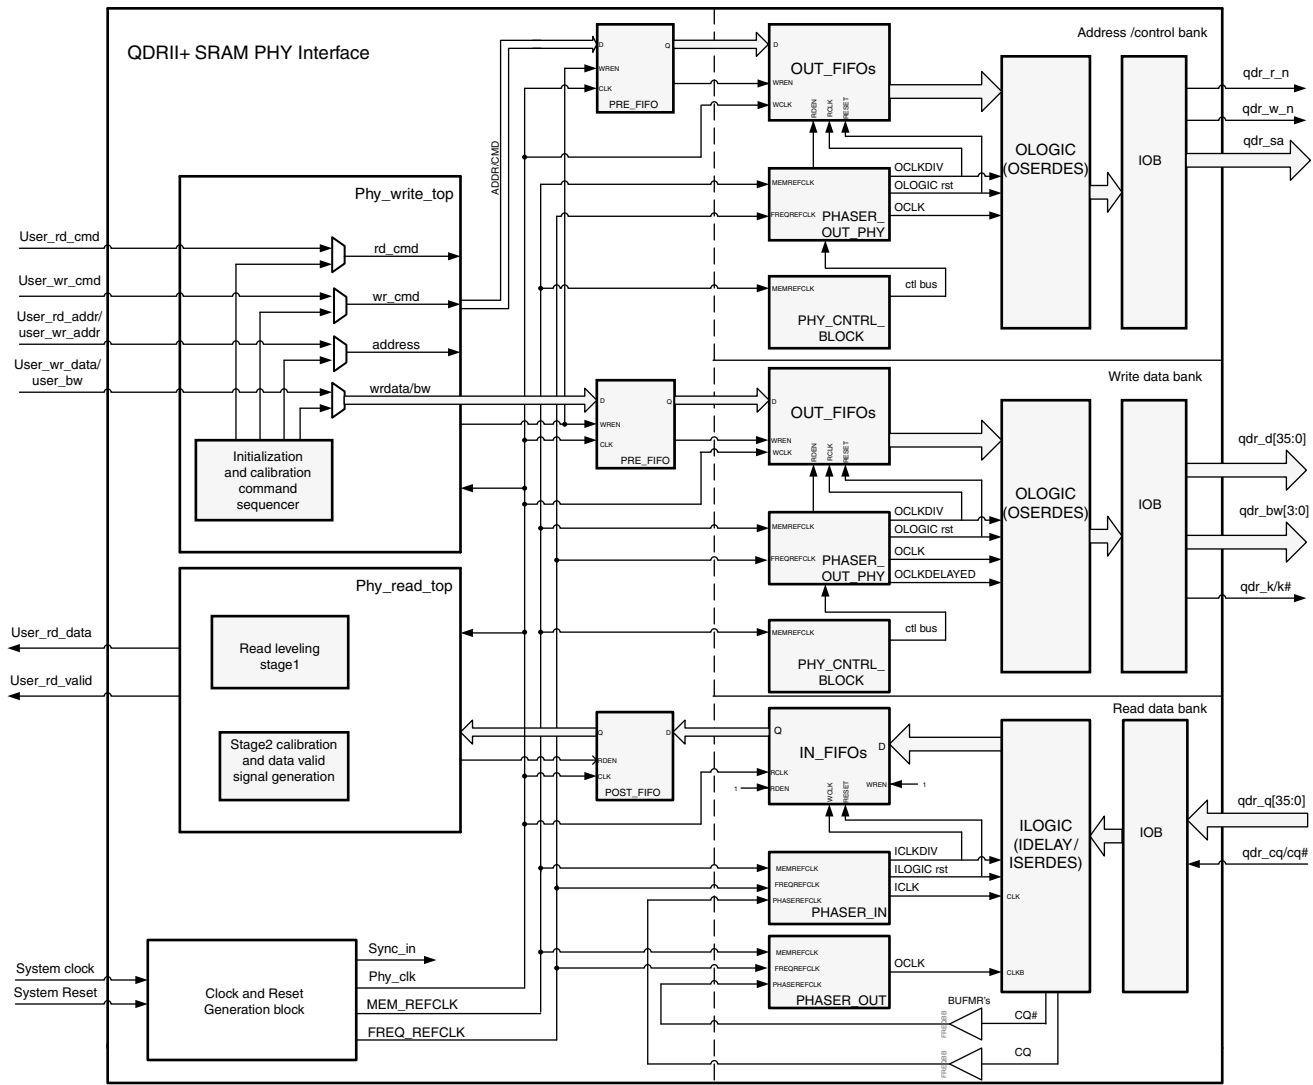 QDRII+ SRAM PHY Interface
Address /control bank
D
Q
WREN
CLK
PRE_FIFO
D
OUT_FIFOs
WREN
WCLK
RDEN
RCLK
RESET
OLOGIC
(OSERDES)
IOB
qdr_r_n
qdr_w_n
qdr_sa
ADDR/CMD
MEMREFCLK
FREQREFCLK
PHASER_
OUT_PHY
OCLKDIV
OLOGIC rst
OCLK
MEMREFCLK
PHY_CNTRL_
BLOCK
ctl bus
Phy_write_top
User_rd_cmd
rd_cmd
User_wr_cmd
wr_cmd
User_rd_addr/
user_wr_addr
address
User_wr_data/
user_bw
wrdata/bw
Initialization
and calibration
command
sequencer
Write data bank
D
Q
WREN
CLK
PRE_FIFO
D
OUT_FIFOs
WREN
WCLK
RDEN
RCLK
RESET
OLOGIC
(OSERDES)
IOB
qdr_d[35:0]
qdr_bw[3:0]
qdr_k/k#
MEMREFCLK
FREQREFCLK
PHASER_
OUT_PHY
OCLKDIV
OLOGIC rst
OCLK
OCLKDELAYED
MEMREFCLK
PHY_CNTRL_
BLOCK
ctl bus
Phy_read_top
User_rd_data
User_rd_valid
Read leveling
stage1
Stage2 calibration
and data valid
signal generation
Read data bank
Q
D
RDEN
CLK
POST_FIFO
Q
D
IN_FIFOs
RCLK
1
RDEN
WREN
1
WCLK
RESET
ILOGIC
(IDELAY/
ISERDES)
CLK
CLKB
IOB
qdr_q[35:0]
qdr_cq/cq#
MEMREFCLK
FREQREFCLK
PHASEREFCLK
PHASER_IN
ICLKDIV
ILOGIC rst
ICLK
MEMREFCLK
FREQREFCLK
PHASEREFCLK
PHASER_OUT
OCLK
BUFMR's
FREQBB
CQ#
FREQBB
CQ
System clock
System Reset
Clock and Reset
Generation block
Sync_in
Phy_clk
MEM_REFCLK
FREQ_REFCLK